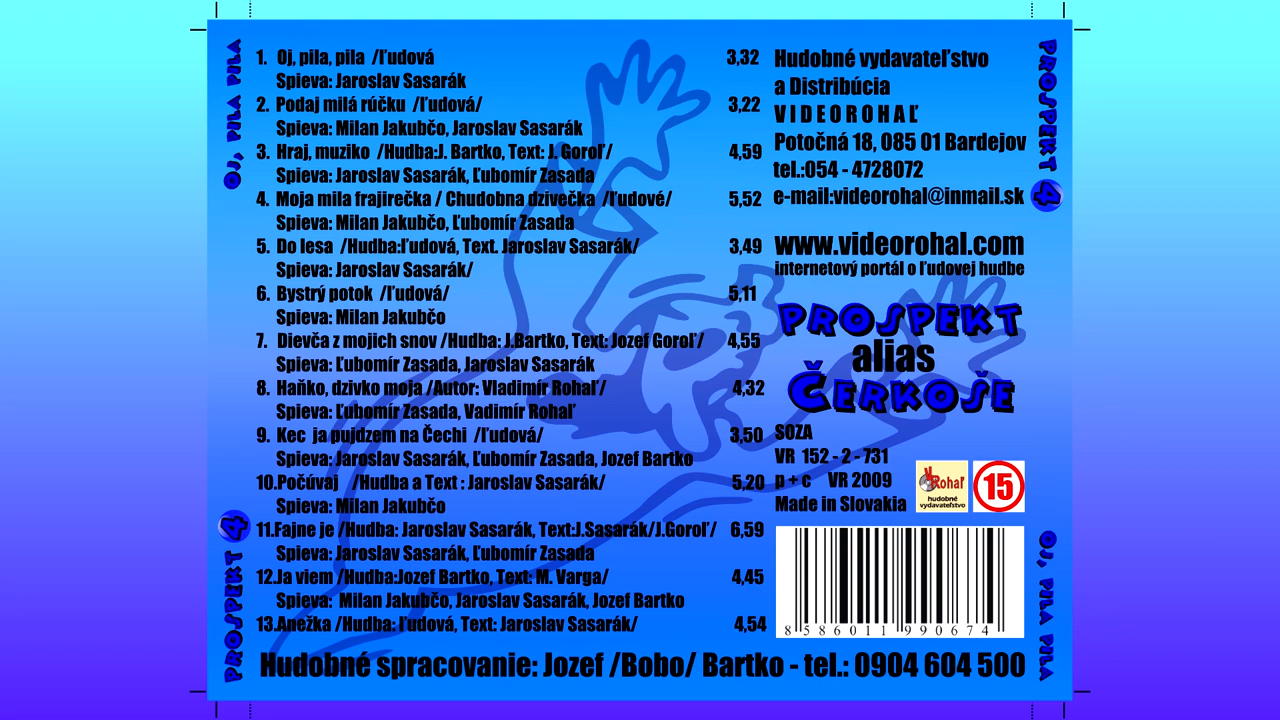 OJ, PILA PILA
PROSPEKT 4
1. Oj, pila, pila /ľudová 3,32
Spieva: Jaroslav Sasarák
2. Podaj milá rúčku /ľudová/ 3,22
Spieva: Milan Jakubčo, Jaroslav Sasarák
3. Hraj, muziko /Hudba:J. Bartko, Text: J. Goroľ/ 4,59
Spieva: Jaroslav Sasarák, Ľubomír Zasada
4. Moja mila frajirečka / Chudobna dzivečka /ľudové/ 5,52
Spieva: Milan Jakubčo, Ľubomír Zasada
5. Do lesa /Hudba:ľudová, Text. Jaroslav Sasarák/ 3,49
Spieva: Jaroslav Sasarák/
6. Bystrý potok /ľudová/ 5,11
Spieva: Milan Jakubčo
7. Dievča z mojich snov /Hudba: J.Bartko, Text: Jozef Goroľ/ 4,55
Spieva: Ľubomír Zasada, Jaroslav Sasarák
8. Haňko, dzivko moja /Autor: Vladimír Rohaľ/ 4,32
Spieva: Ľubomír Zasada, Vadimír Rohaľ
9. Kec ja pujdzem na Čechi /ľudová/ 3,50
Spieva: Jaroslav Sasarák, Ľubomír Zasada, Jozef Bartko
10.Počúvaj /Hudba a Text : Jaroslav Sasarák/ 5,20
Spieva: Milan Jakubčo
11.Fajne je /Hudba: Jaroslav Sasarák, Text:J.Sasarák/J.Goroľ/ 6,59
Spieva: Jaroslav Sasarák, Ľubomír Zasada
12.Ja viem /Hudba:Jozef Bartko, Text: M. Varga/ 4,45
Spieva: Milan Jakubčo, Jaroslav Sasarák, Jozef Bartko
13.Anežka /Hudba: ľudová, Text: Jaroslav Sasarák/ 4,54
Hudobné vydavateľstvo
a Distribúcia
VIDEOROHAĽ
Potočná 18, 085 01 Bardejov
tel.:054 - 4728072
e-mail:videorohal@inmail.sk
www.videorohal.com
internetový portál o ľudovej hudbe
PROSPEKT
alias
ČERKOŠE
SOZA
VR 152 - 2 - 731
p + c VR 2009
Made in Slovakia
VRohaľ
hudobné
vydavateľstvo
15
8586011990674
Hudobné spracovanie: Jozef /Bobo/ Bartko - tel.: 0904 604 500
PROSPEKT 4
OJ, PILA PILA